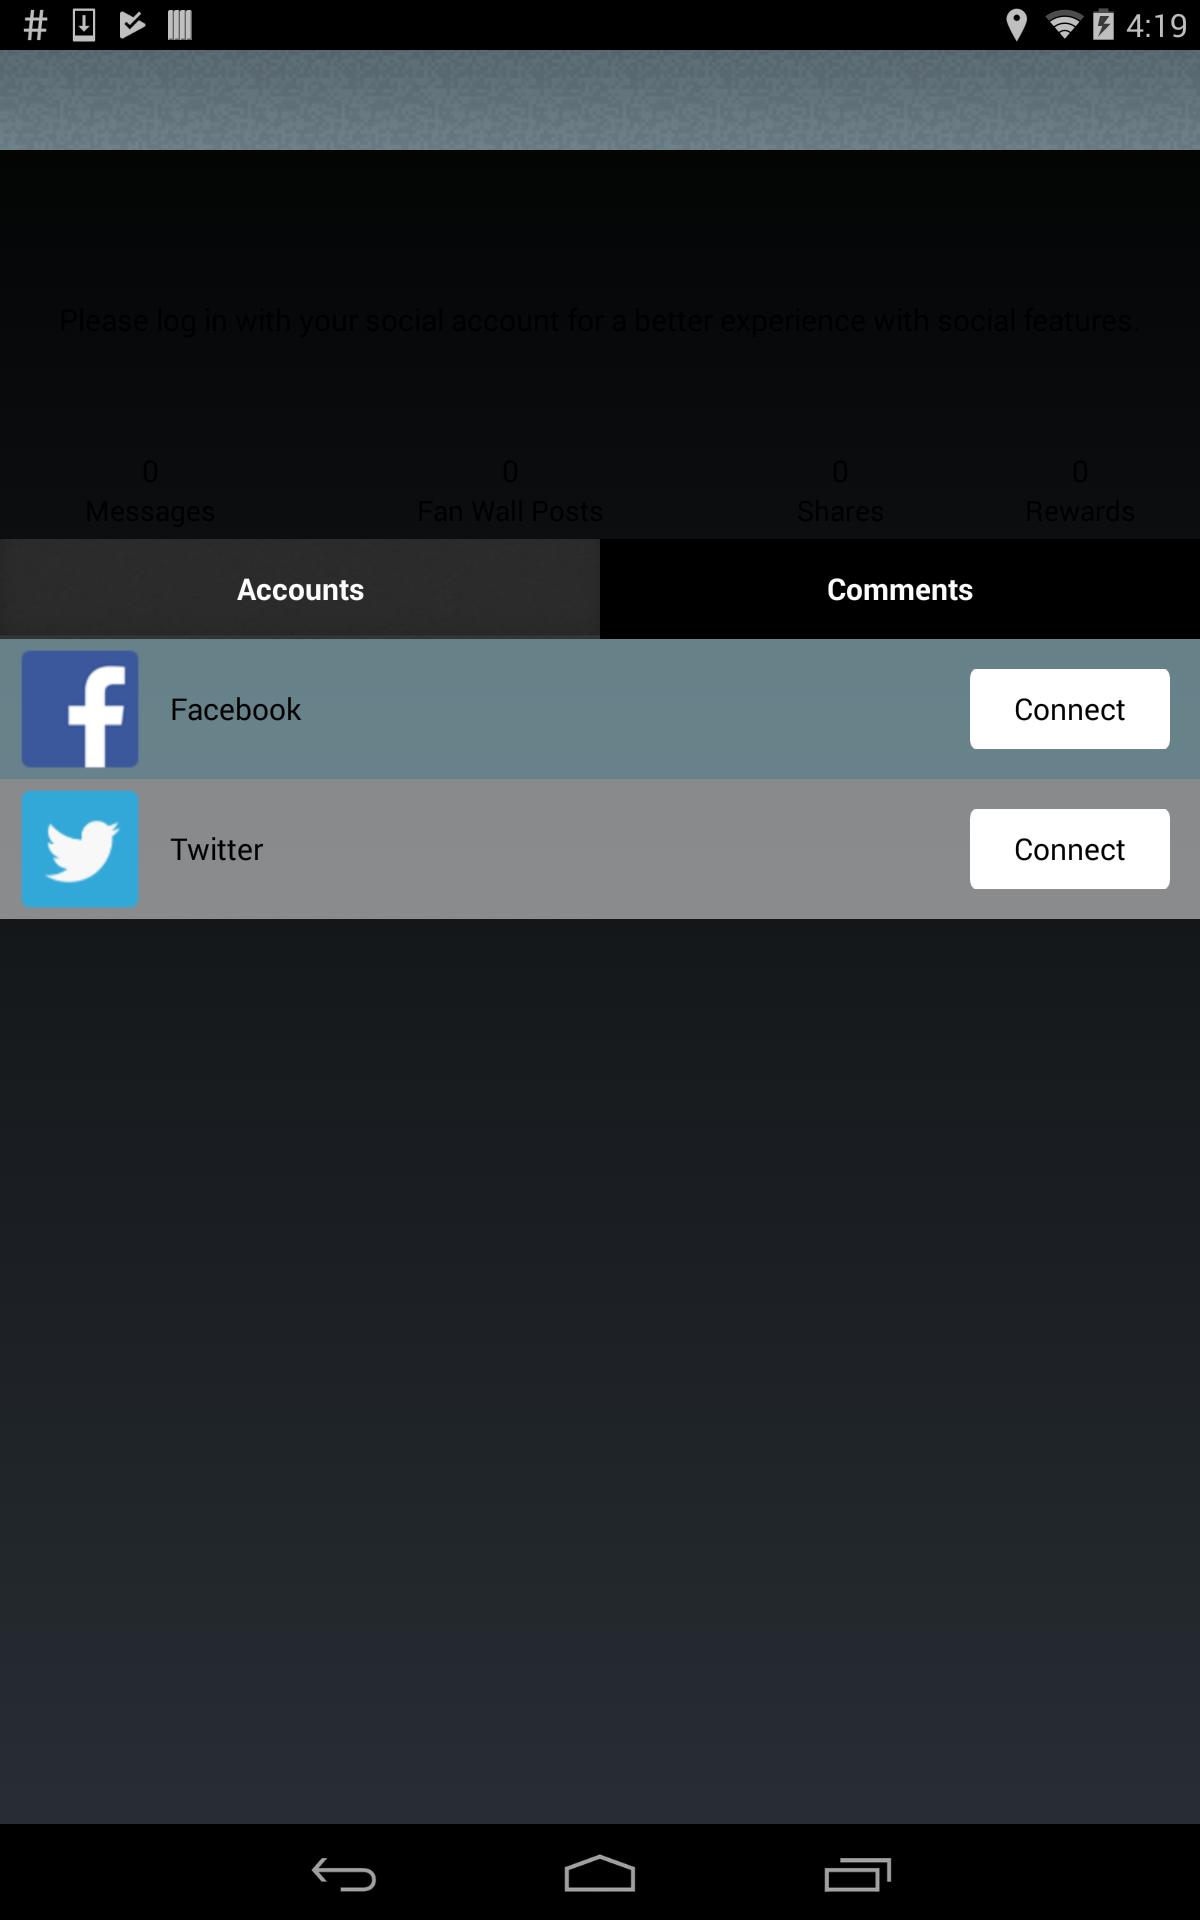 4:19
Please log in with your social account for a better experience with social features.
0 0 0 0
Messages Fan Wall Posts Shares Rewards
Accounts Comments
Facebook Connect
Twitter Connect